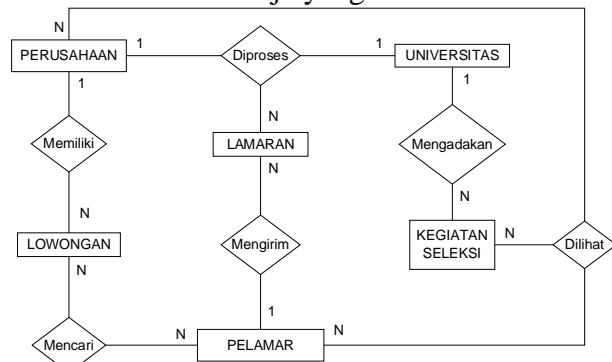 N
PERUSAHAAN
1
Diproses
1
UNIVERSITAS
1
1
Memiliki
N
LAMARAN
N
Mengadakan
N
LOWONGAN
N
Mengirim
N
KEGIATAN
SELEKSI
N
Dilihat
1
Mencari
N
PELAMAR
N